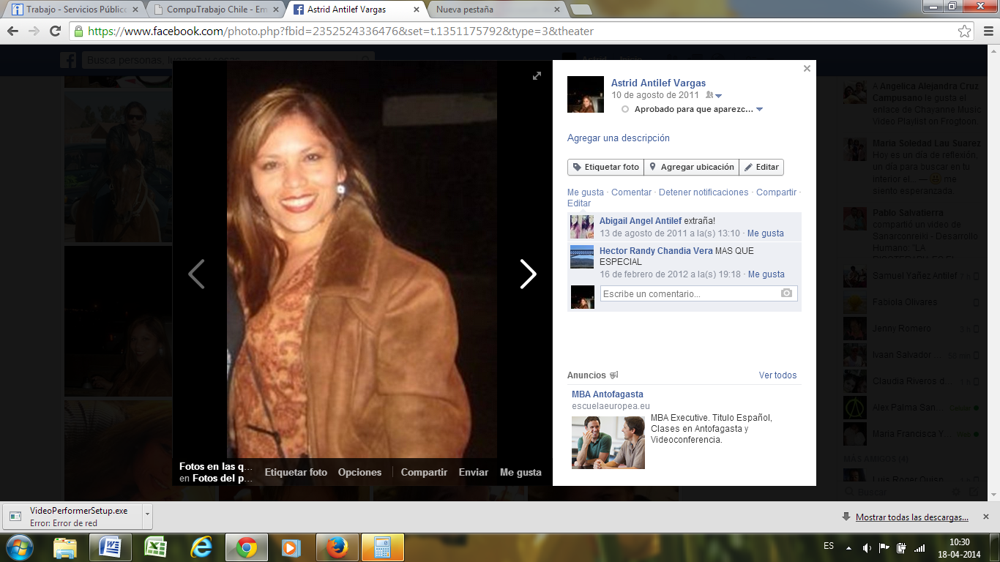 Trabajo - Servicios Público
CompuTrabajo Chile - Em
Astrid Antilef Vargas
Nueva pestaña
https://www.facebook.com/photo.php?fbid=2352524336476&set=t.1351175792&type=3&theater
Busca personas, lugares y cosas
Astrid Inicio
Astrid Antilef Vargas
10 de agosto de 2011
Aprobado para que aparezc...
Agregar una descripción
Etiquetar foto Agregar ubicación Editar
Me gusta · Comentar · Detener notificaciones · Compartir ·
Editar
Abigail Angel Antilef extraña!
13 de agosto de 2011 a la(s) 13:10 · Me gusta
Hector Randy Chandia Vera MAS QUE
ESPECIAL
16 de febrero de 2012 a la(s) 19:18 · Me gusta
Escribe un comentario...
Anuncios Ver todos
MBA Antofagasta
escuelaeuropea.eu
MBA Executive. Titulo Español,
Clases en Antofagasta y
Videoconferencia.
Fotos en las q...
en Fotos del p...
Etiquetar foto Opciones Compartir Enviar Me gusta
A Angelica Alejandra Cruz
Campusano le gusta el
enlace de Chayanne Music
Video Playlist on Frogtoon.
Maria Soledad Lau Suarez
Hoy es un día de reflexión,
un día para buscar en tu
interior el... — me
siento esperanzada.
Pablo Salvatierra
compartió un video de
Sanarconreiki - Desarrollo
Humano: "LA
Samuel Yañez Antilef
Fabiola Olivares
Jenny Romero
Ivaan Salvador ...
Claudia Riveros d...
Alex Palma San...
Maria Francisca Y...
MÁS AMIGOS (4)
Luis Roger Quisp...
Buscar
VideoPerformerSetup.exe
Error: Error de red
Mostrar todas las descargas...
ES
10:30
18-04-2014